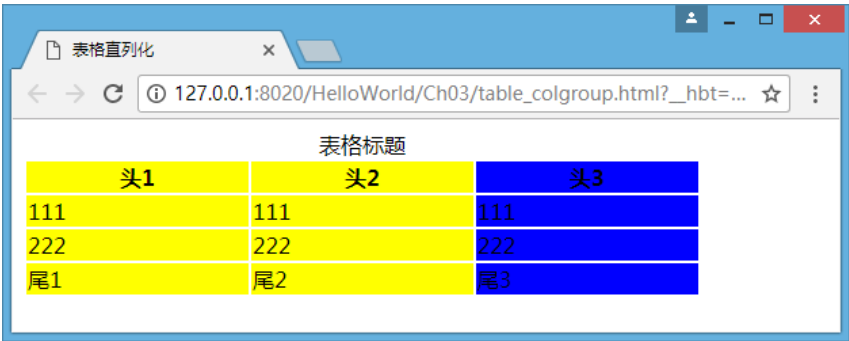 表格直列化
127.0.0.1:8020/HelloWorld/Ch03/table_colgroup.html?__hbt=...
表格标题
头1 头2 头3
111 111 111
222 222 222
尾1 尾2 尾3